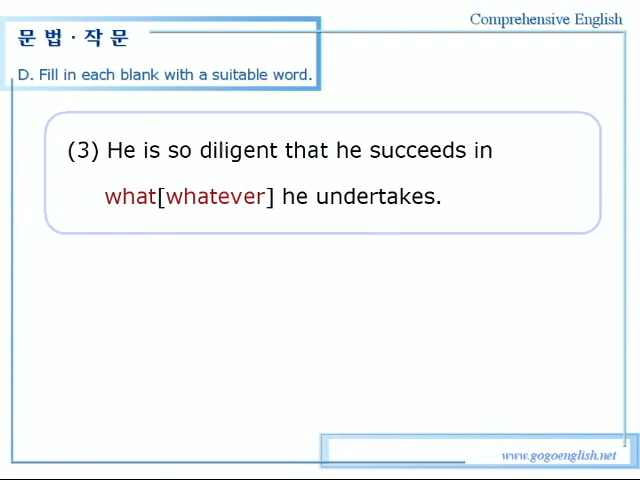 Comprehensive English
문 법 · 작 문
D. Fill in each blank with a suitable word.
(3) He is so diligent that he succeeds in
what[whatever] he undertakes.
www.gogoenglish.net